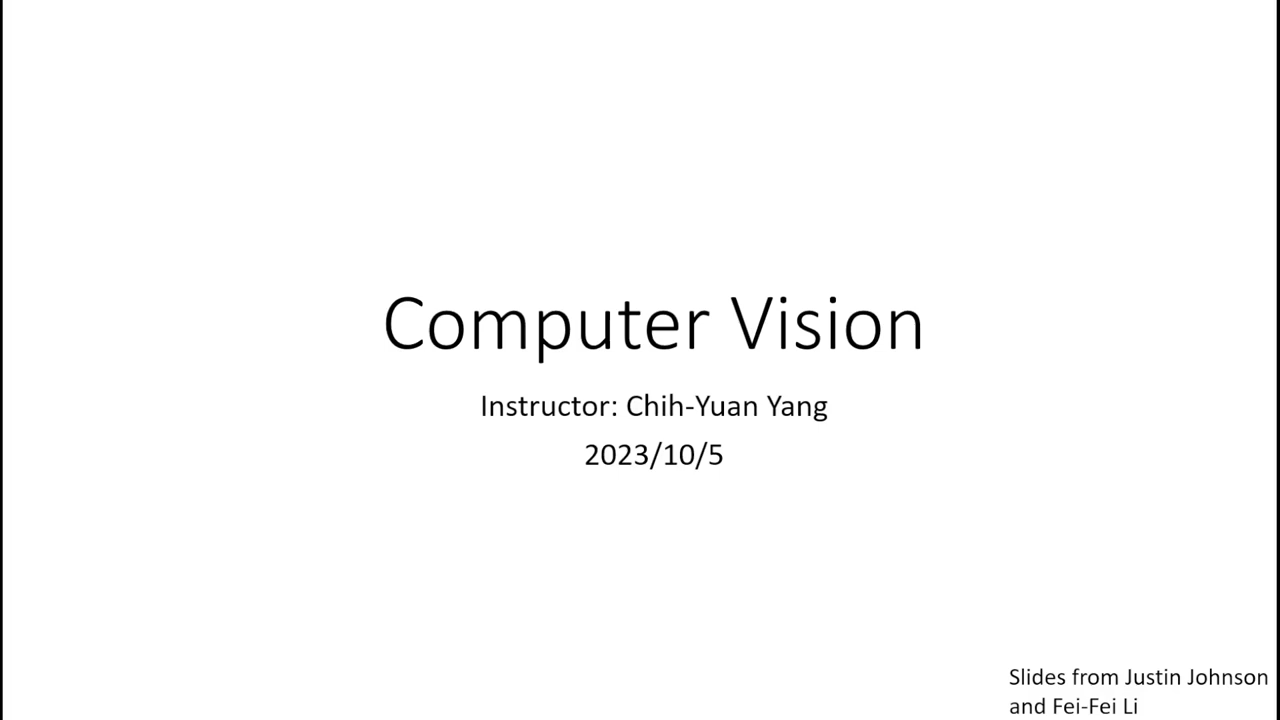 Computer Vision
Instructor: Chih-Yuan Yang
2023/10/5
Slides from Justin Johnson
and Fei-Fei Li